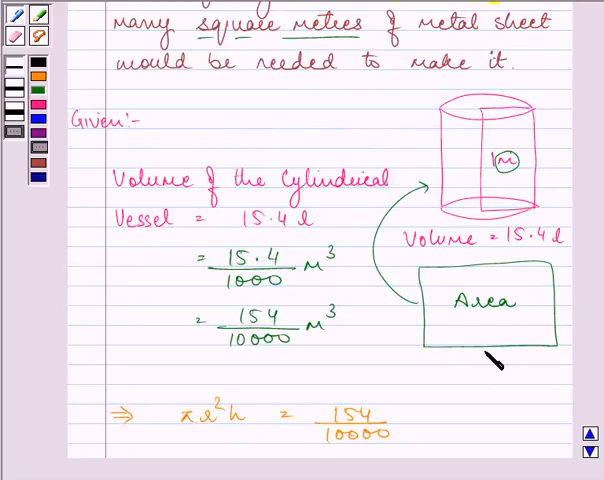 many square metres of metal sheet
would be needed to make it.
Given:-
Volume of the Cylindrical
Vessel = 15.4 l
= 15.4/1000 m³
= 154/10000 m³
⇒ πr²h = 154/10000
1m
Volume = 15.4 l
Area